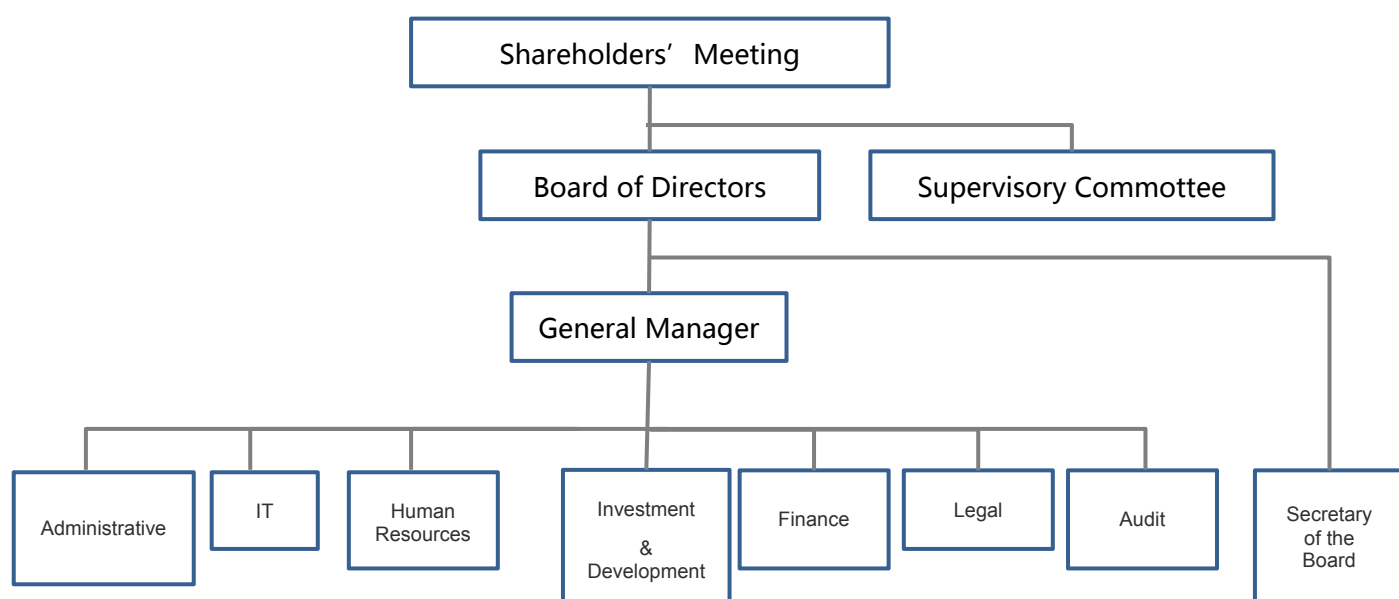 Shareholders’ Meeting
Board of Directors
Supervisory Commottee
General Manager
Administrative
IT
Human
Resources
Investment
&
Development
Finance
Legal
Audit
Secretary
of the
Board